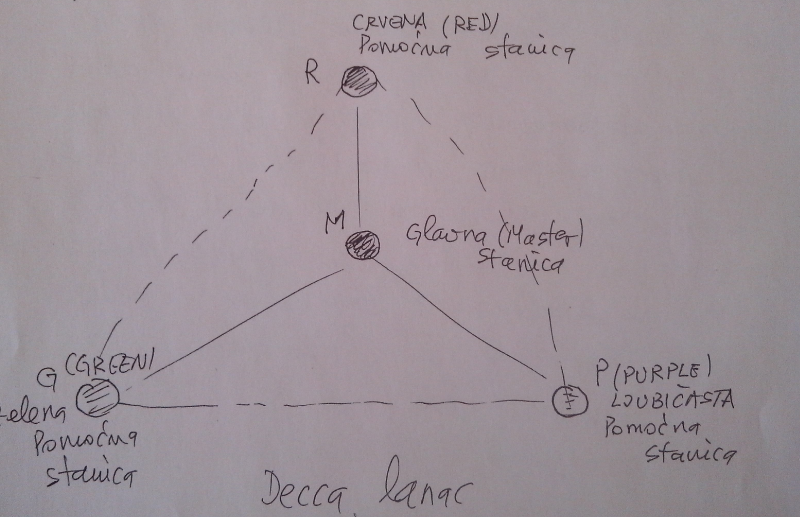 CRVENA (RED)
Pomoćna stanica
R
M
Glavna (Master)
stanica
G (GREEN)
zelena
Pomoćna
stanica
P (PURPLE)
LJUBIČASTA
Pomoćna
stanica
Decca lanac